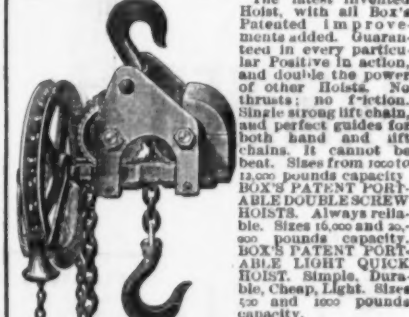 The latest invented
Hoist, with all Box's
Patented Improve-
ments added. Guaran-
teed in every particu-
lar Positive in action,
and double the power
of other Hoists. No
thrusts; no friction.
Single strong lift chain,
and perfect guides for
both hand and lift
chains. It cannot be
beat. Sizes from 1000 to
12,000 pounds capacity
BOX'S PATENT PORT-
ABLE DOUBLE SCREW
HOISTS. Always relia-
ble. Sizes 16,000 and 20,-
000 pounds capacity.
BOX'S PATENT PORT-
ABLE LIGHT QUICK
HOIST. Simple, Dura-
ble, Cheap, Light. Sizes
500 and 1000 pounds
capacity.